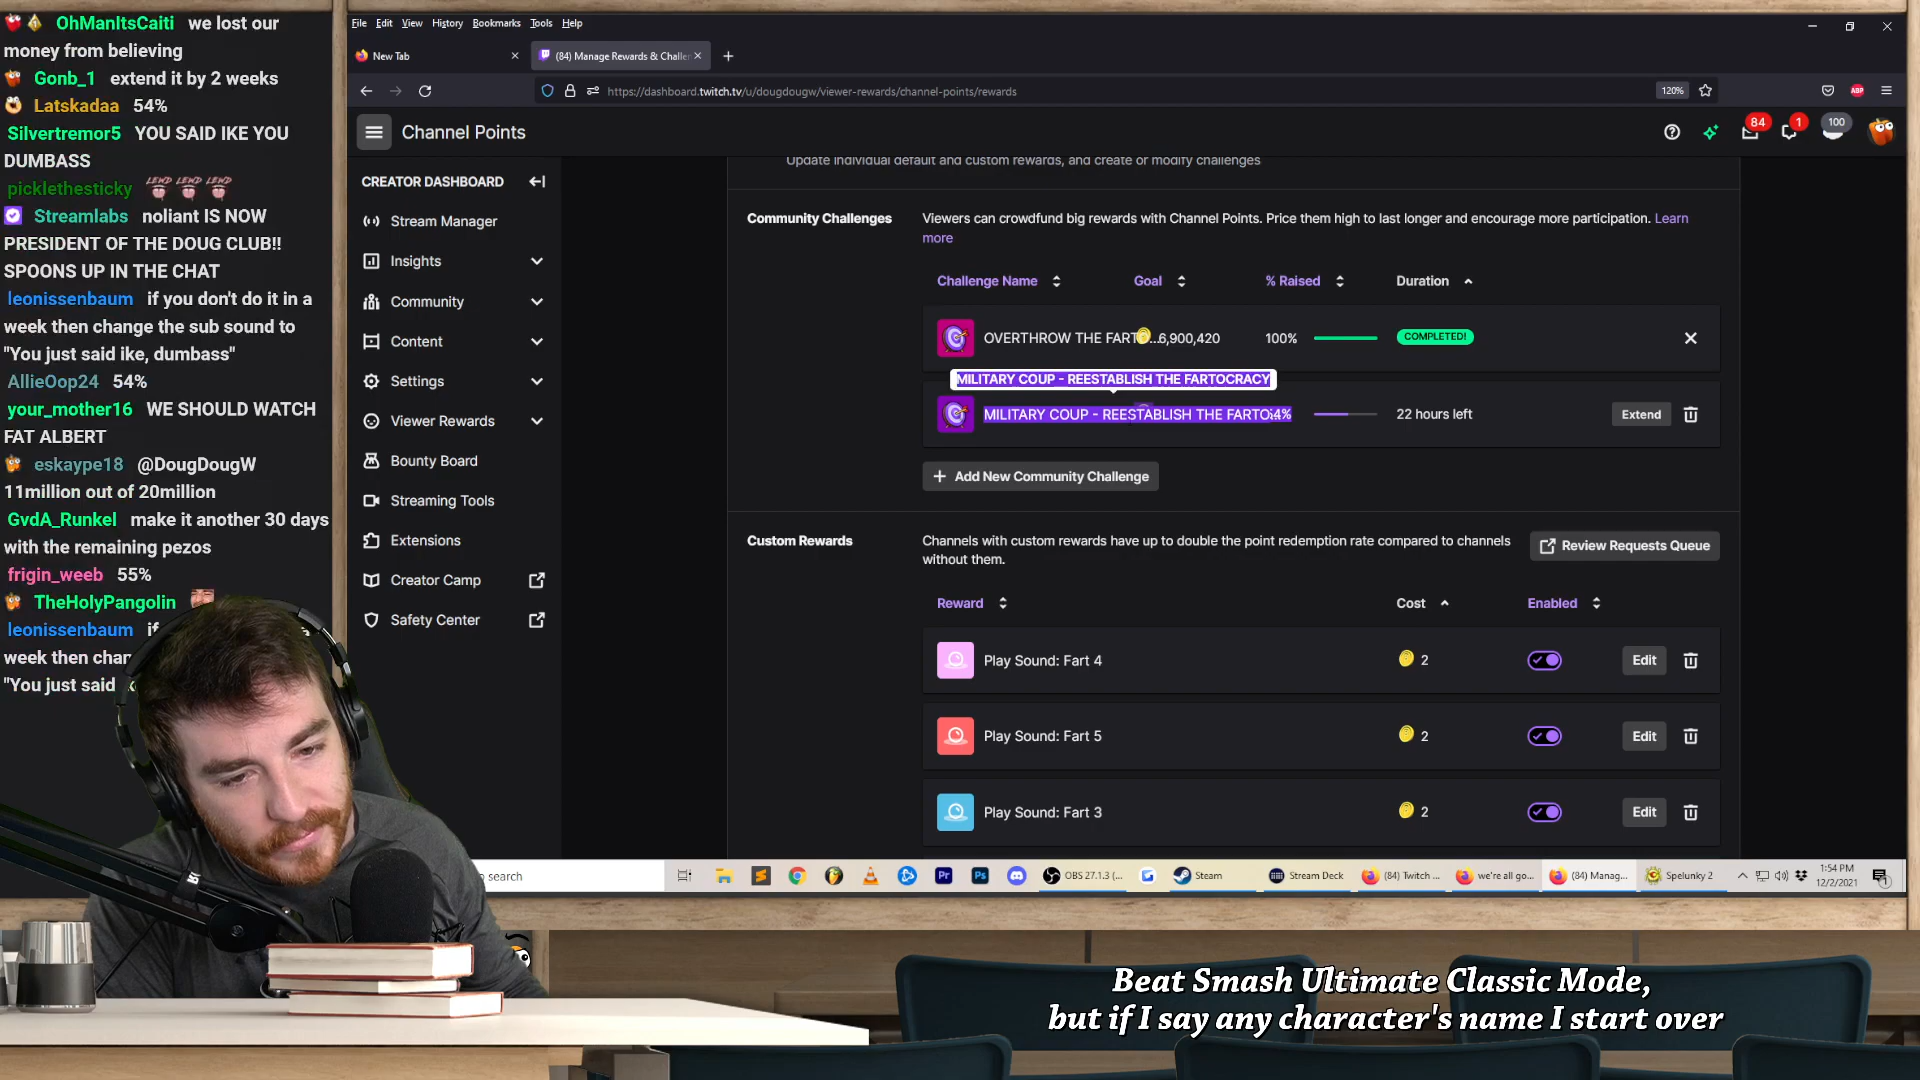 OhManItsCaiti we lost our
money from believing
Gonb_1 extend it by 2 weeks
Latskadaa 54%
Silvertremor5 YOU SAID IKE YOU
DUMBASS
picklethesticky LEWD LEWD LEWD
Streamlabs noliant IS NOW
PRESIDENT OF THE DOUG CLUB!!
SPOONS UP IN THE CHAT
leonissenbaum if you don't do it in a
week then change the sub sound to
"You just said ike, dumbass"
AllieOop24 54%
your_mother16 WE SHOULD WATCH
FAT ALBERT
eskaype18 @DougDougW
11million out of 20million
GvdA_Runkel make it another 30 days
with the remaining pezos
frigin_weeb 55%
TheHolyPangolin
leonissenbaum
week then
"You just said
File Edit View History Bookmarks Tools Help
New Tab
(84) Manage Rewards & Challen
https://dashboard.twitch.tv/u/dougdougw/viewer-rewards/channel-points/rewards
120%
ABP
Channel Points
84
1
100
CREATOR DASHBOARD
Stream Manager
Insights
Community
Content
Settings
Viewer Rewards
Bounty Board
Streaming Tools
Extensions
Creator Camp
Safety Center
Update individual default and custom rewards, and create or modify challenges
Community Challenges
Viewers can crowdfund big rewards with Channel Points. Price them high to last longer and encourage more participation. Learn
more
Challenge Name Goal % Raised Duration
OVERTHROW THE FART ...6,900,420 100% COMPLETED!
MILITARY COUP - REESTABLISH THE FARTOCRACY
MILITARY COUP - REESTABLISH THE FARTO 4% 22 hours left Extend
Add New Community Challenge
Custom Rewards
Channels with custom rewards have up to double the point redemption rate compared to channels
without them.
Review Requests Queue
Reward Cost Enabled
Play Sound: Fart 4 2 Edit
Play Sound: Fart 5 2 Edit
Play Sound: Fart 3 2 Edit
search
Pr
Ps
OBS 27.1.3 (...
Steam
Stream Deck
(84) Twitch ...
we're all go...
(84) Manag...
Spelunky 2
1:54 PM
12/2/2021
1
Beat Smash Ultimate Classic Mode,
but if I say any character's name I start over